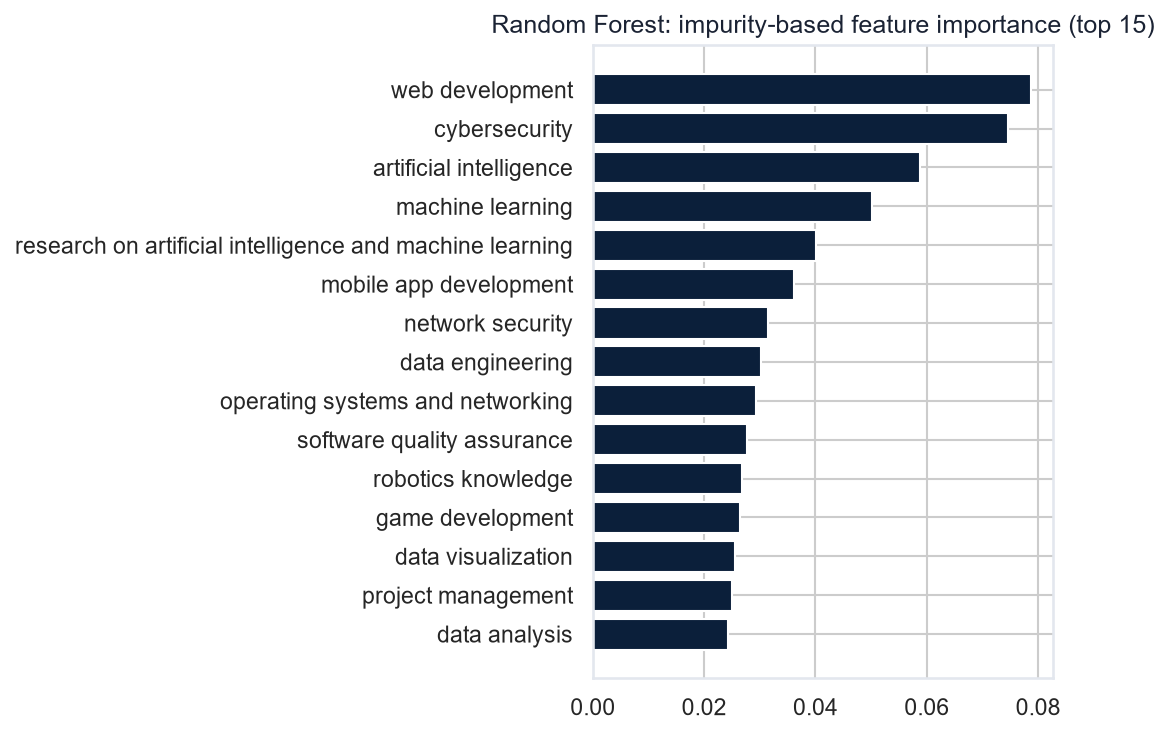 Random Forest: impurity-based feature importance (top 15)
web development
cybersecurity
artificial intelligence
machine learning
research on artificial intelligence and machine learning
mobile app development
network security
data engineering
operating systems and networking
software quality assurance
robotics knowledge
game development
data visualization
project management
data analysis
0.00 0.02 0.04 0.06 0.08